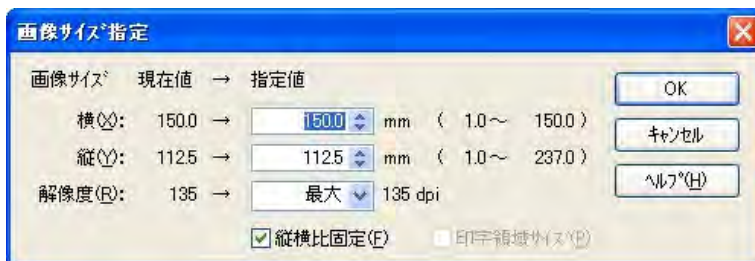 画像サイズ指定
画像サイズ 現在値 → 指定値
横(X): 150.0 → 150.0 mm ( 1.0～ 150.0 )
縦(Y): 112.5 → 112.5 mm ( 1.0～ 237.0 )
解像度(R): 135 → 最大 135 dpi
縦横比固定(F) 印字領域サイズ(P)
OK
キャンセル
ヘルプ(H)